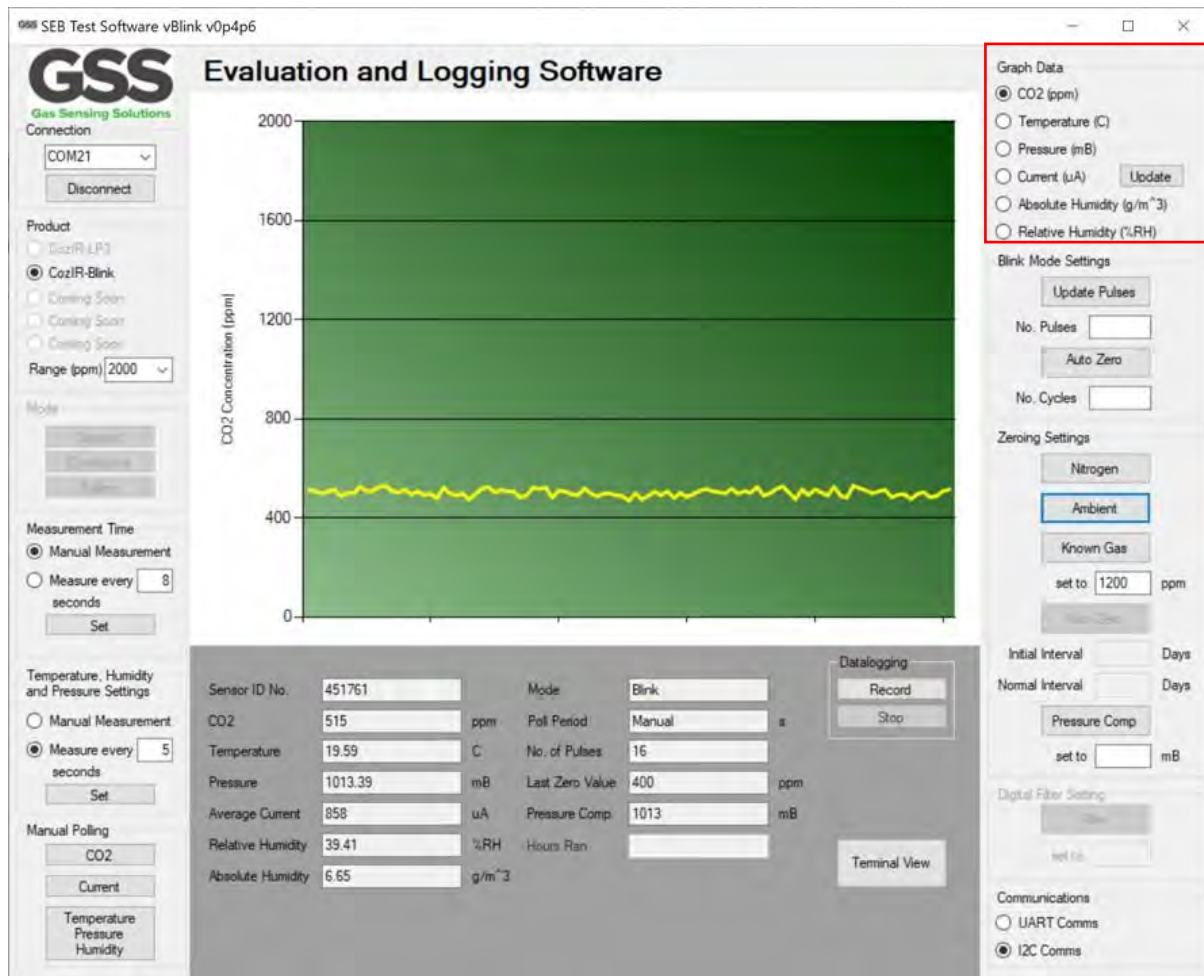 GSS SEB Test Software vBlink v0p4p6
GSS
Gas Sensing Solutions
Evaluation and Logging Software
Connection
COM21
Disconnect
Product
CozIR-LP3
CozIR-Blink
Coming Soon
Coming Soon
Coming Soon
Range (ppm) 2000
Mode
Measurement Time
Manual Measurement
Measure every 8
seconds
Set
Temperature, Humidity
and Pressure Settings
Manual Measurement
Measure every 5
seconds
Set
Manual Polling
CO2
Current
Temperature
Pressure
Humidity
CO2 Concentration (ppm)
2000
1600
1200
800
400
0
Sensor ID No. 451761
CO2 515 ppm
Temperature 19.59 C
Pressure 1013.39 mB
Average Current 858 uA
Relative Humidity 39.41 %RH
Absolute Humidity 6.65 g/m^3
Mode Blink
Poll Period Manual s
No. of Pulses 16
Last Zero Value 400 ppm
Pressure Comp. 1013 mB
Hours Ran
Datalogging
Record
Stop
Terminal View
Graph Data
CO2 (ppm)
Temperature (C)
Pressure (mB)
Current (uA) Update
Absolute Humidity (g/m^3)
Relative Humidity (%RH)
Blink Mode Settings
Update Pulses
No. Pulses
Auto Zero
No. Cycles
Zeroing Settings
Nitrogen
Ambient
Known Gas
set to 1200 ppm
Initial Interval Days
Normal Interval Days
Pressure Comp
set to mB
Digital Filter Setting
set to
Communications
UART Comms
I2C Comms